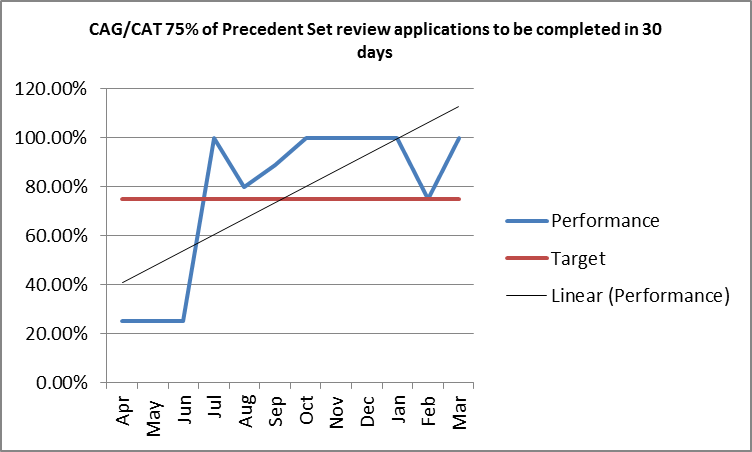 CAG/CAT 75% of Precedent Set review applications to be completed in 30
days
120.00%
100.00%
80.00%
60.00%
40.00%
20.00%
0.00%
Apr
May
Jun
Jul
Aug
Sep
Oct
Nov
Dec
Jan
Feb
Mar
Performance
Target
Linear (Performance)